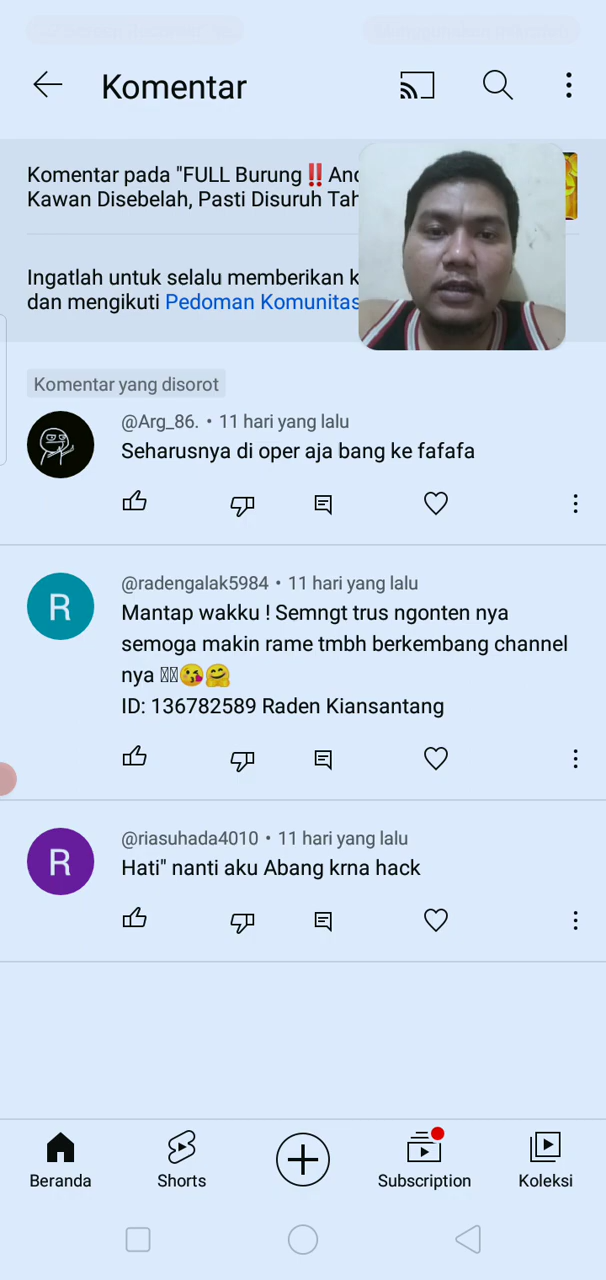 Komentar
Komentar pada "FULL Burung‼️
Kawan Disebelah, Pasti Disuruh
Ingatlah untuk selalu memberikan
dan mengikuti Pedoman Komunitas
Komentar yang disorot
@Arg_86. • 11 hari yang lalu
Seharusnya di oper aja bang ke fafafa
@radengalak5984 • 11 hari yang lalu
R
Mantap wakku ! Semngt trus ngonten nya
semoga makin rame tmbh berkembang channel
nya 😘🤗
ID: 136782589 Raden Kiansantang
@riasuhada4010 • 11 hari yang lalu
R
Hati" nanti aku Abang krna hack
Beranda
Shorts
Subscription
Koleksi